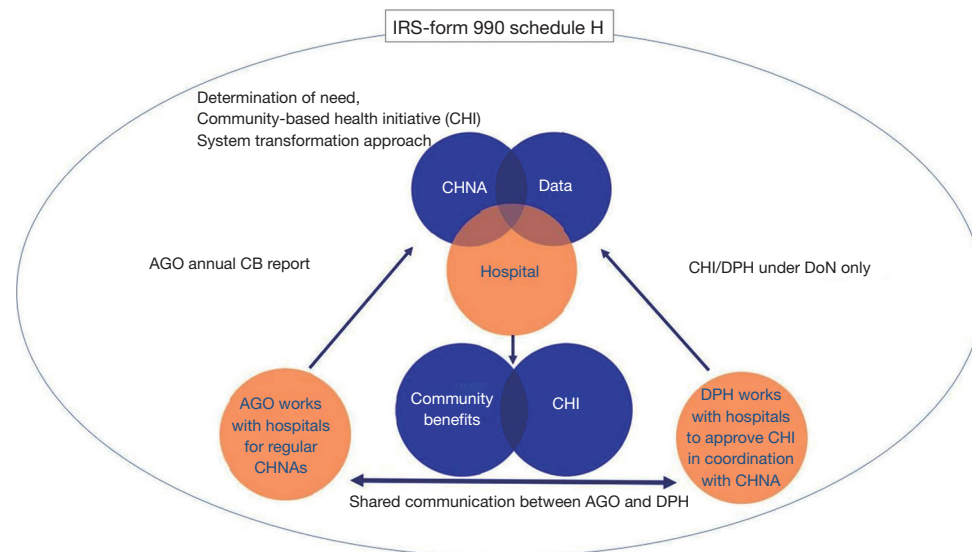 IRS-form 990 schedule H
Determination of need,
Community-based health initiative (CHI)
System transformation approach
CHNA
Data
AGO annual CB report
Hospital
CHI/DPH under DoN only
AGO works
with hospitals
for regular
CHNAs
Community
benefits
CHI
DPH works
with hospitals
to approve CHI
in coordination
with CHNA
Shared communication between AGO and DPH